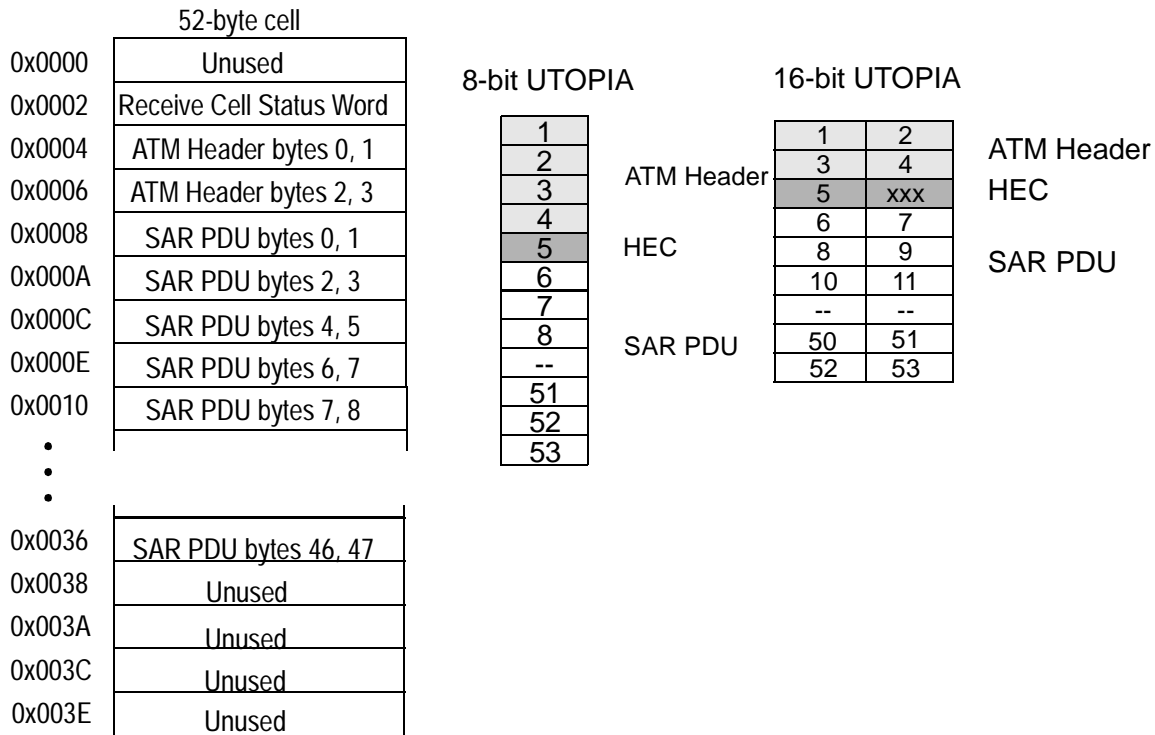 52-byte cell
0x0000 Unused
0x0002 Receive Cell Status Word
0x0004 ATM Header bytes 0, 1
0x0006 ATM Header bytes 2, 3
0x0008 SAR PDU bytes 0, 1
0x000A SAR PDU bytes 2, 3
0x000C SAR PDU bytes 4, 5
0x000E SAR PDU bytes 6, 7
0x0010 SAR PDU bytes 7, 8
0x0036 SAR PDU bytes 46, 47
0x0038 Unused
0x003A Unused
0x003C Unused
0x003E Unused
8-bit UTOPIA
1
2
3
4
5
6
7
8
--
51
52
53
ATM Header
HEC
SAR PDU
16-bit UTOPIA
1 2
3 4
5 xxx
6 7
8 9
10 11
-- --
50 51
52 53
ATM Header
HEC
SAR PDU